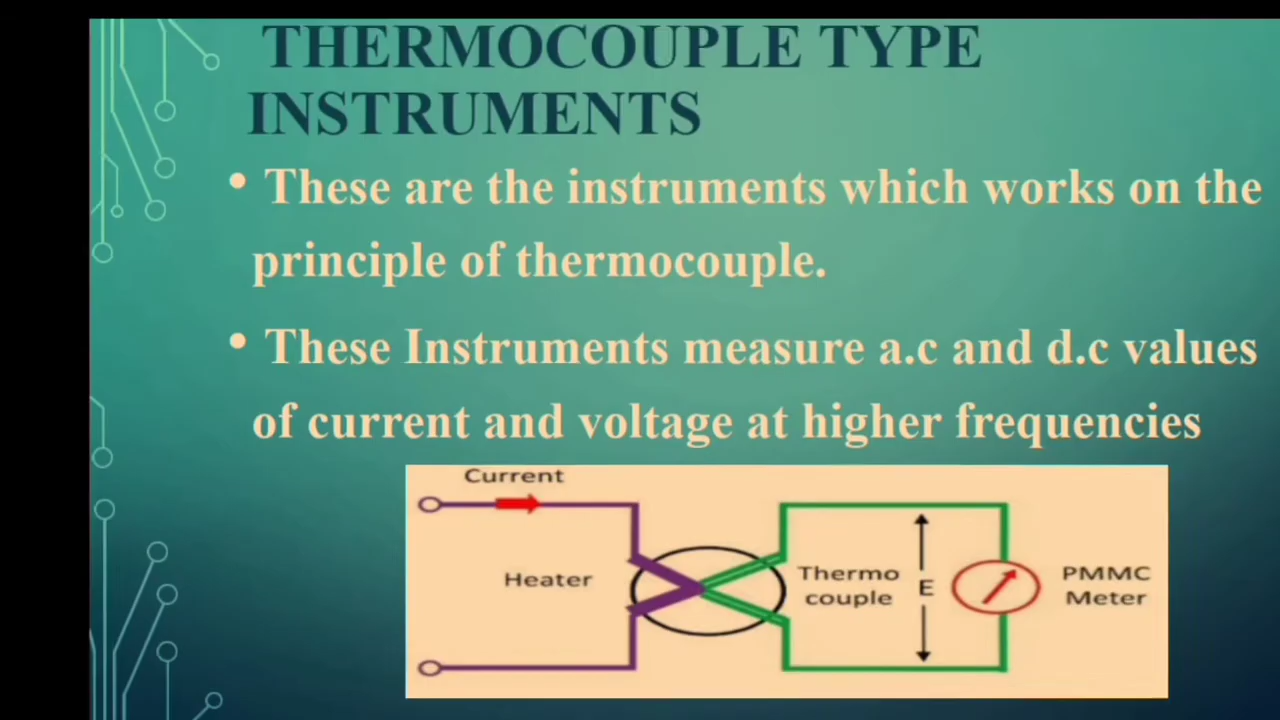 THERMOCOUPLE TYPE
INSTRUMENTS
• These are the instruments which works on the
principle of thermocouple.
• These Instruments measure a.c and d.c values
of current and voltage at higher frequencies
Current
Heater
Thermo
couple
E
PMMC
Meter